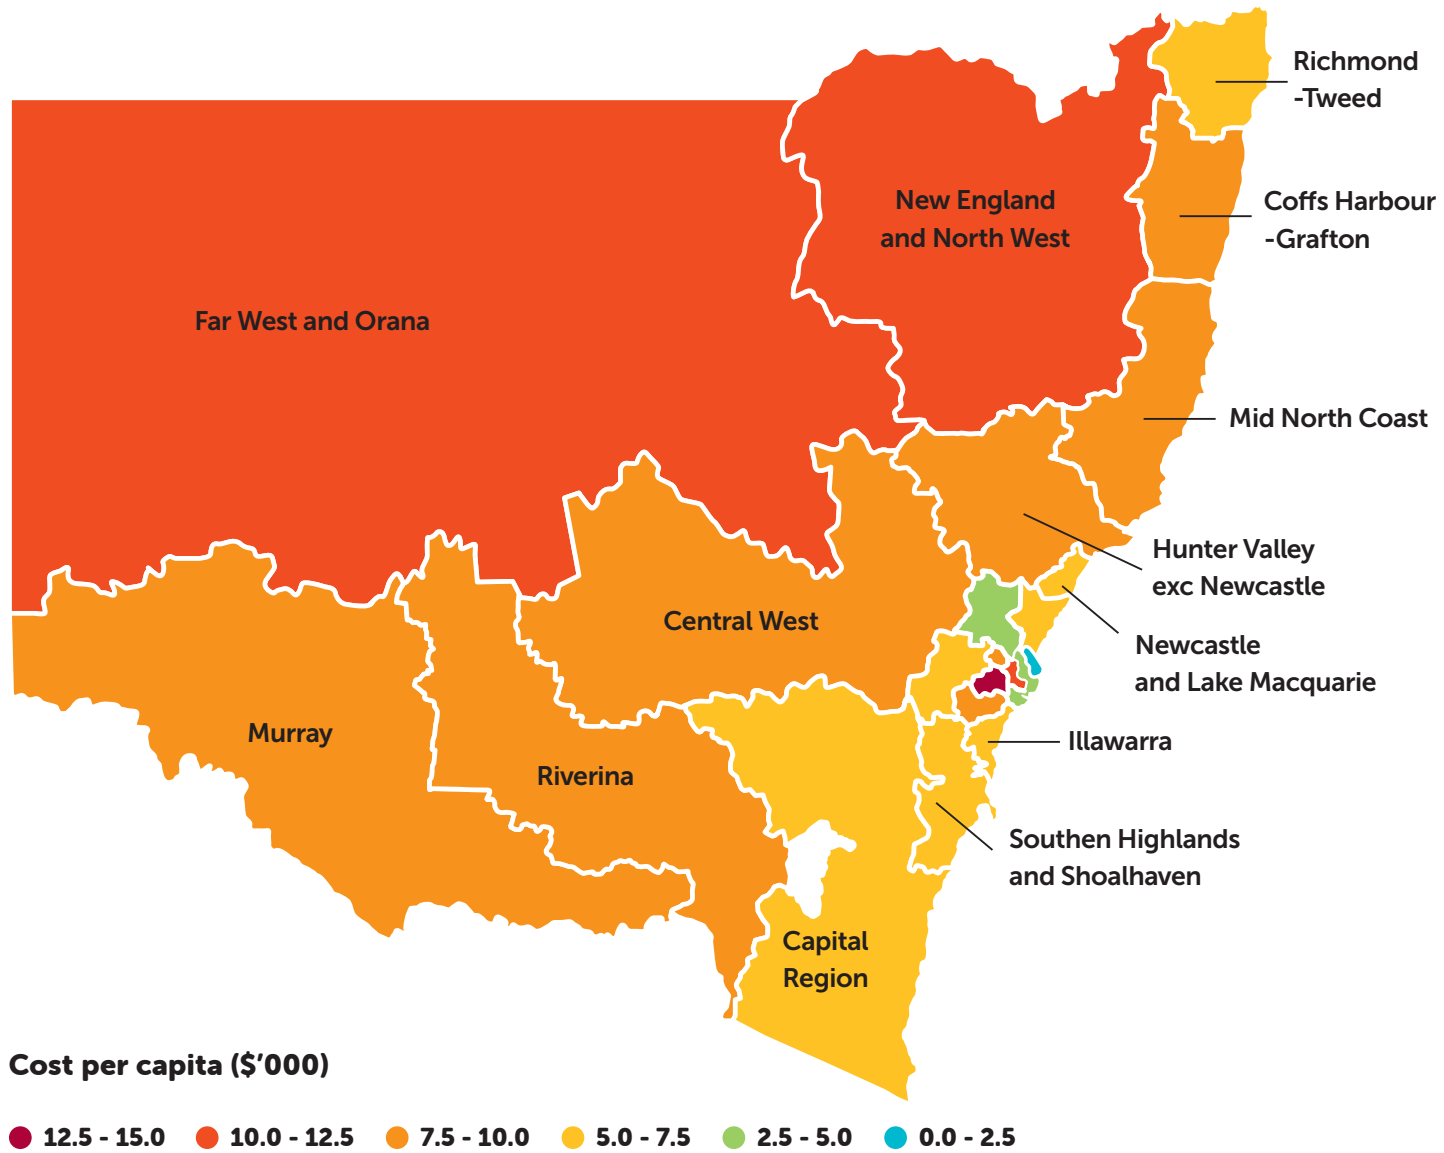 Richmond
-Tweed
New England
and North West
Coffs Harbour
-Grafton
Far West and Orana
Mid North Coast
Hunter Valley
exc Newcastle
Central West
Newcastle
and Lake Macquarie
Murray
Illawarra
Riverina
Southen Highlands
and Shoalhaven
Capital
Region
Cost per capita ($'000)
12.5 - 15.0 10.0 - 12.5 7.5 - 10.0 5.0 - 7.5 2.5 - 5.0 0.0 - 2.5